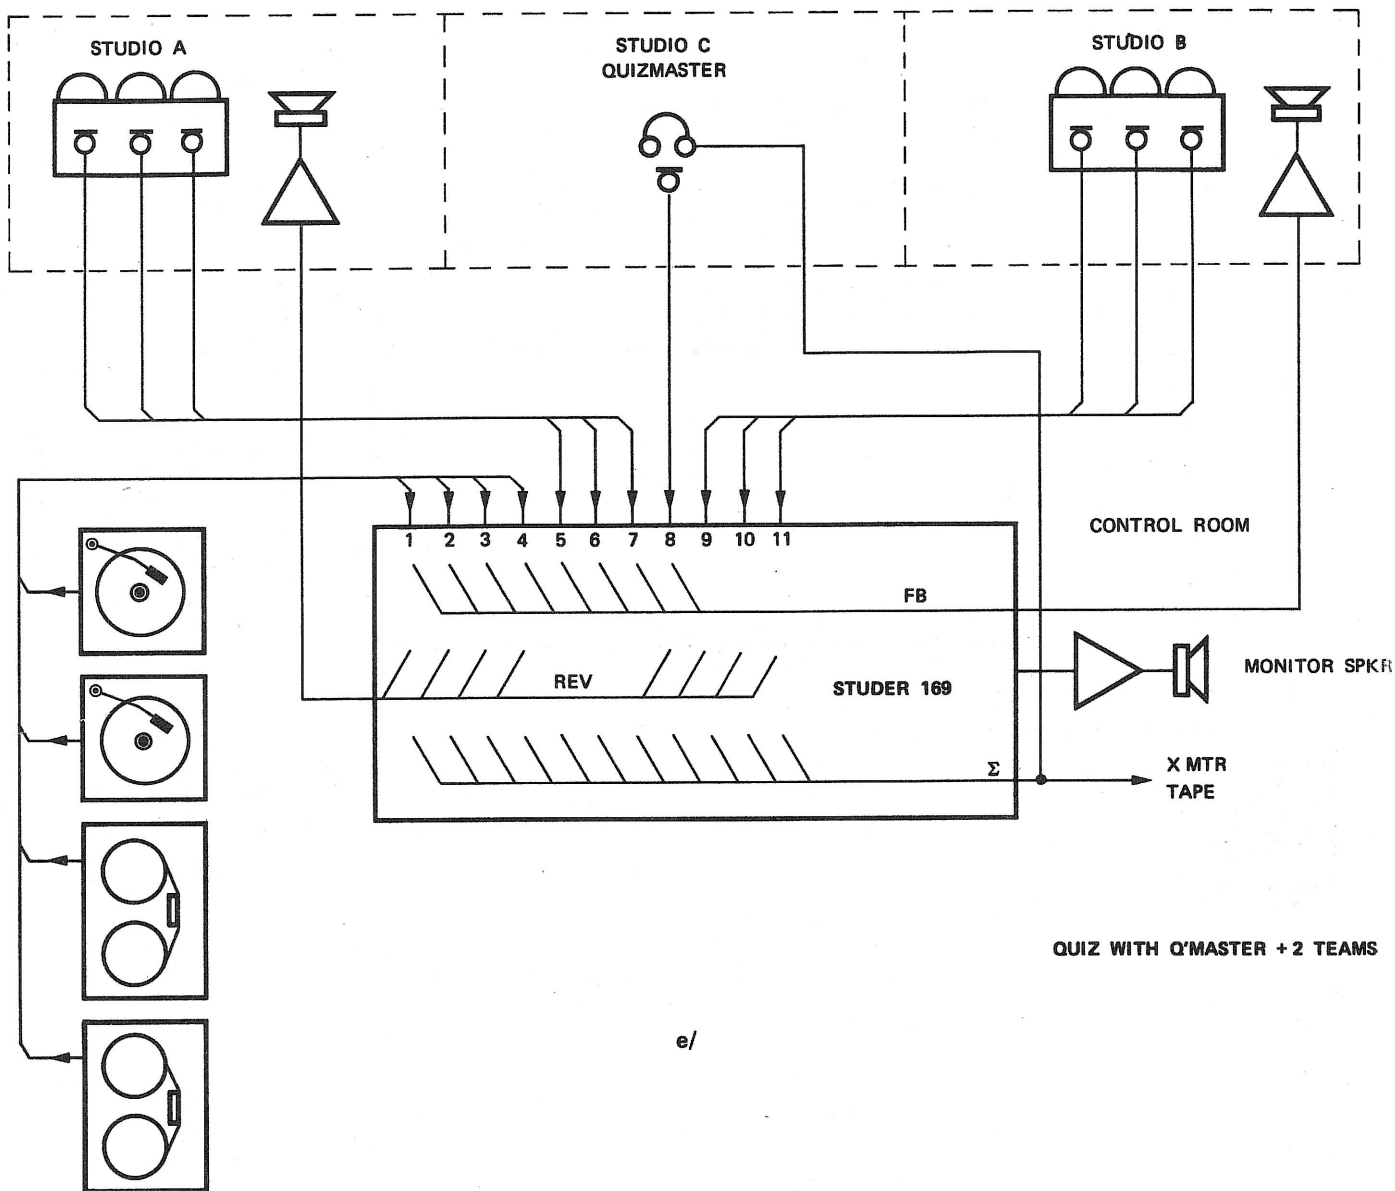 STUDIO A
STUDIO C
QUIZMASTER
STUDIO B
CONTROL ROOM
1 2 3 4 5 6 7 8 9 10 11
FB
REV
STUDER 169
MONITOR SPKR
Σ
X MTR
TAPE
QUIZ WITH Q'MASTER + 2 TEAMS
e/